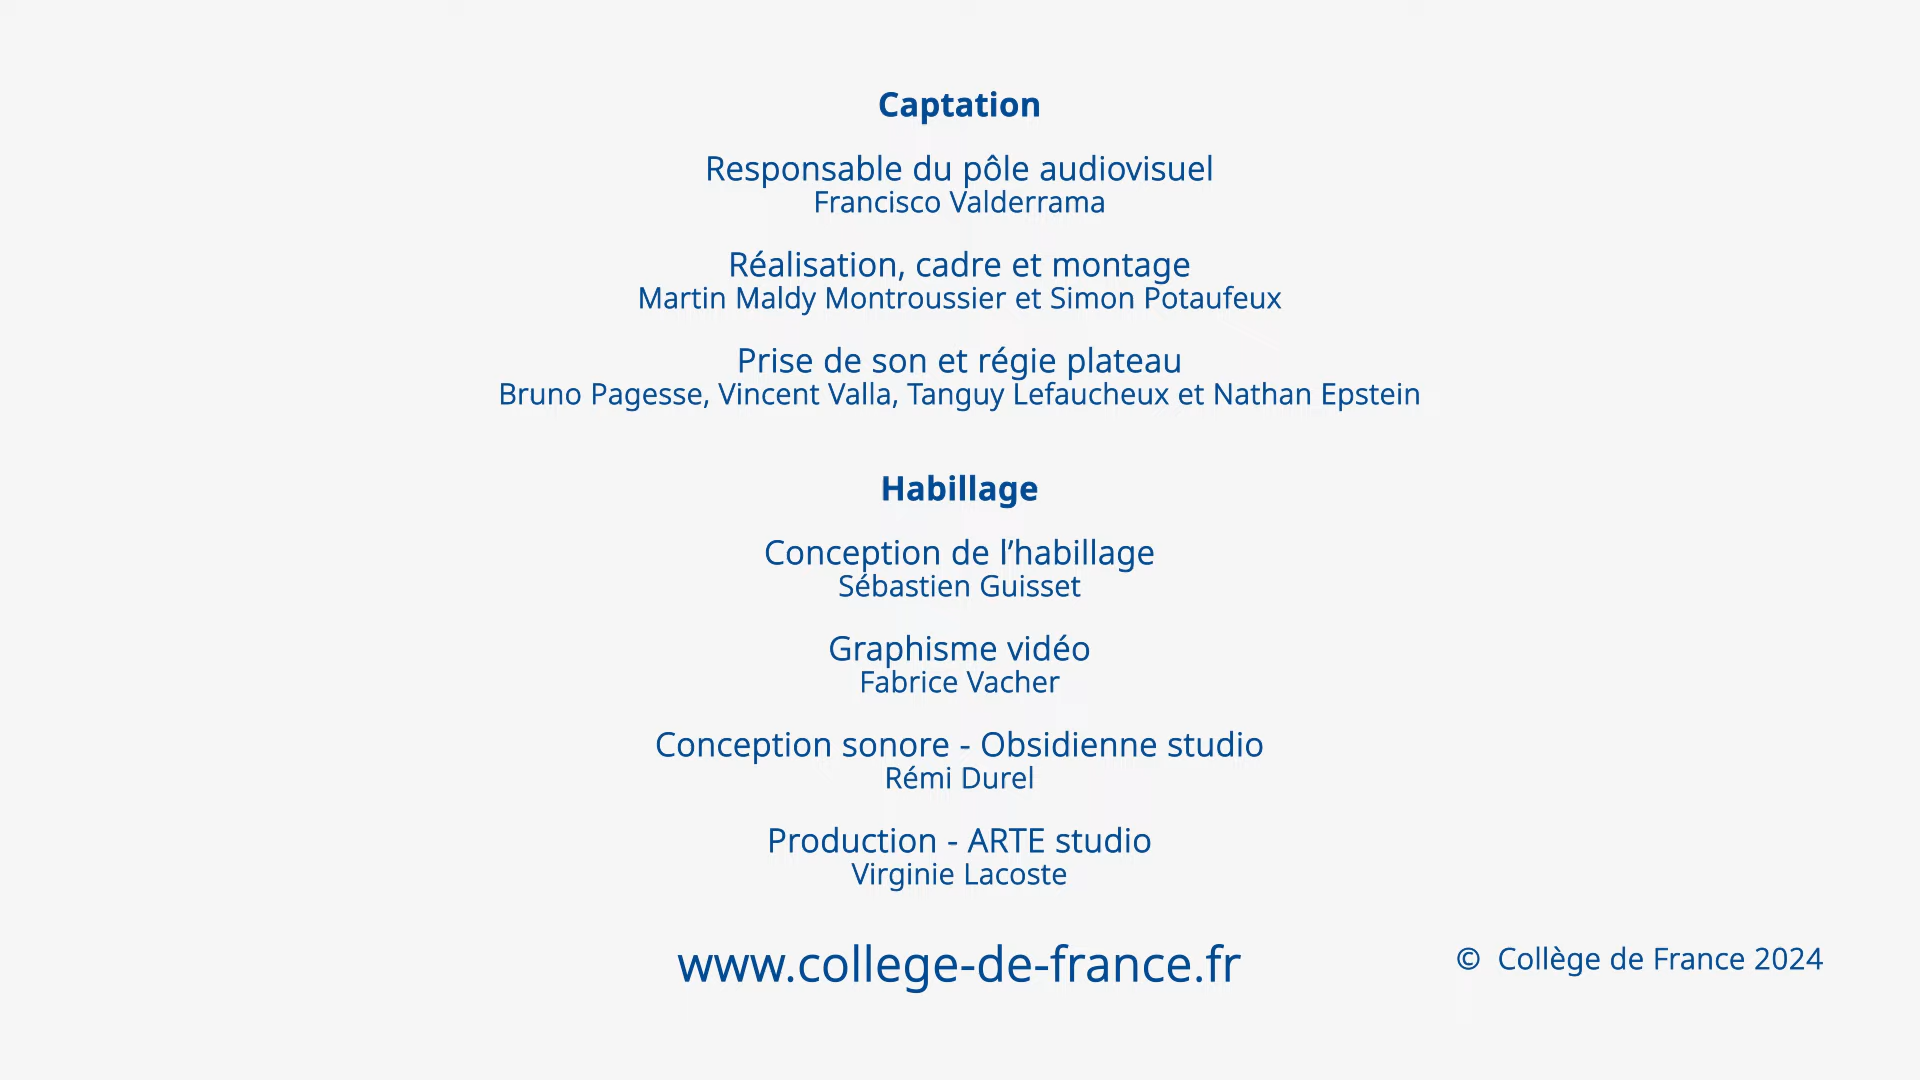 Captation
Responsable du pôle audiovisuel
Francisco Valderrama
Réalisation, cadre et montage
Martin Maldy Montroussier et Simon Potaufeux
Prise de son et régie plateau
Bruno Pagesse, Vincent Valla, Tanguy Lefaucheux et Nathan Epstein
Habillage
Conception de l’habillage
Sébastien Guisset
Graphisme vidéo
Fabrice Vacher
Conception sonore - Obsidienne studio
Rémi Durel
Production - ARTE studio
Virginie Lacoste
www.college-de-france.fr
© Collège de France 2024